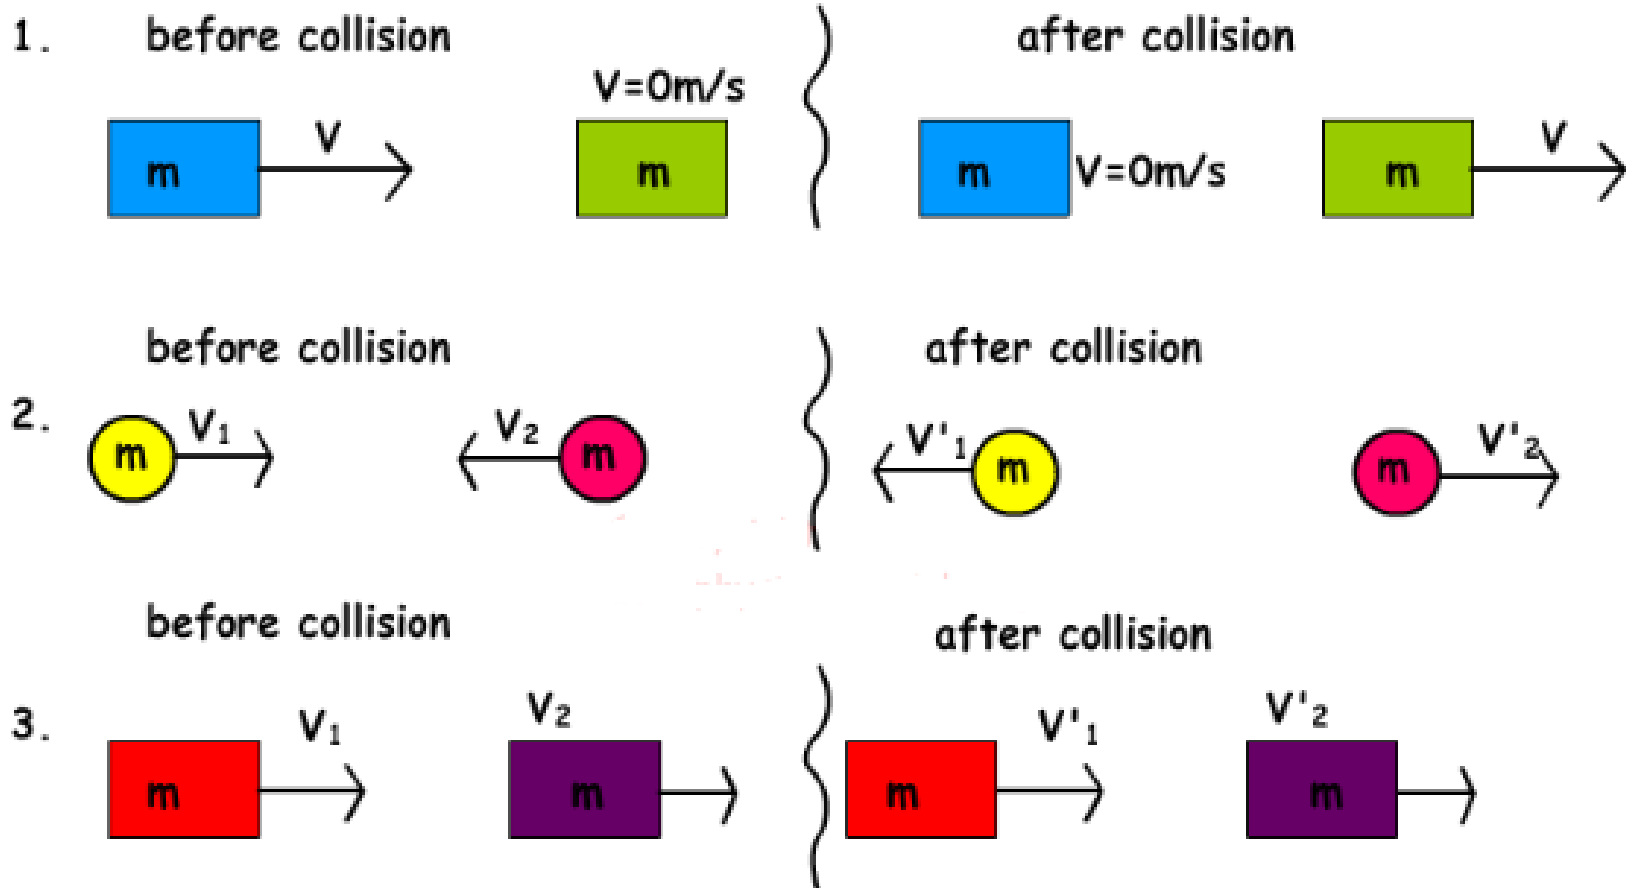 1. before collision after collision
V=0m/s
m V m m V=0m/s m V
before collision after collision
2. m V1 V2 m V'1 m m V'2
before collision after collision
3. V1 V2 V'1 V'2
m m m m